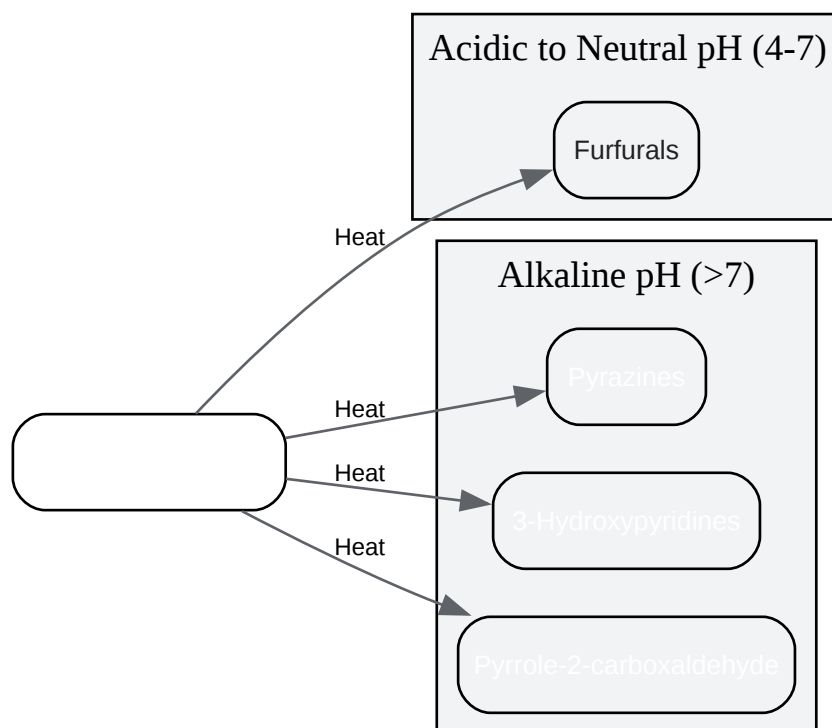 Acidic to Neutral pH (4-7)
Furfurals
Heat
Alkaline pH (>7)
Pyrazines
Heat
Heat
3-Hydroxypyridines
Heat
Pyrrole-2-carboxaldehyde